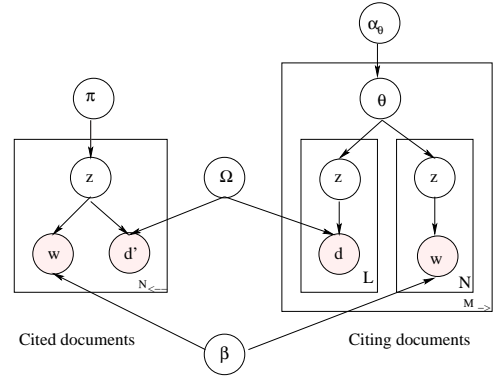 α_θ
θ
π
z
Ω
z
z
w
d'
d
w
L
N
N_<--
M_->
Cited documents
Citing documents
β